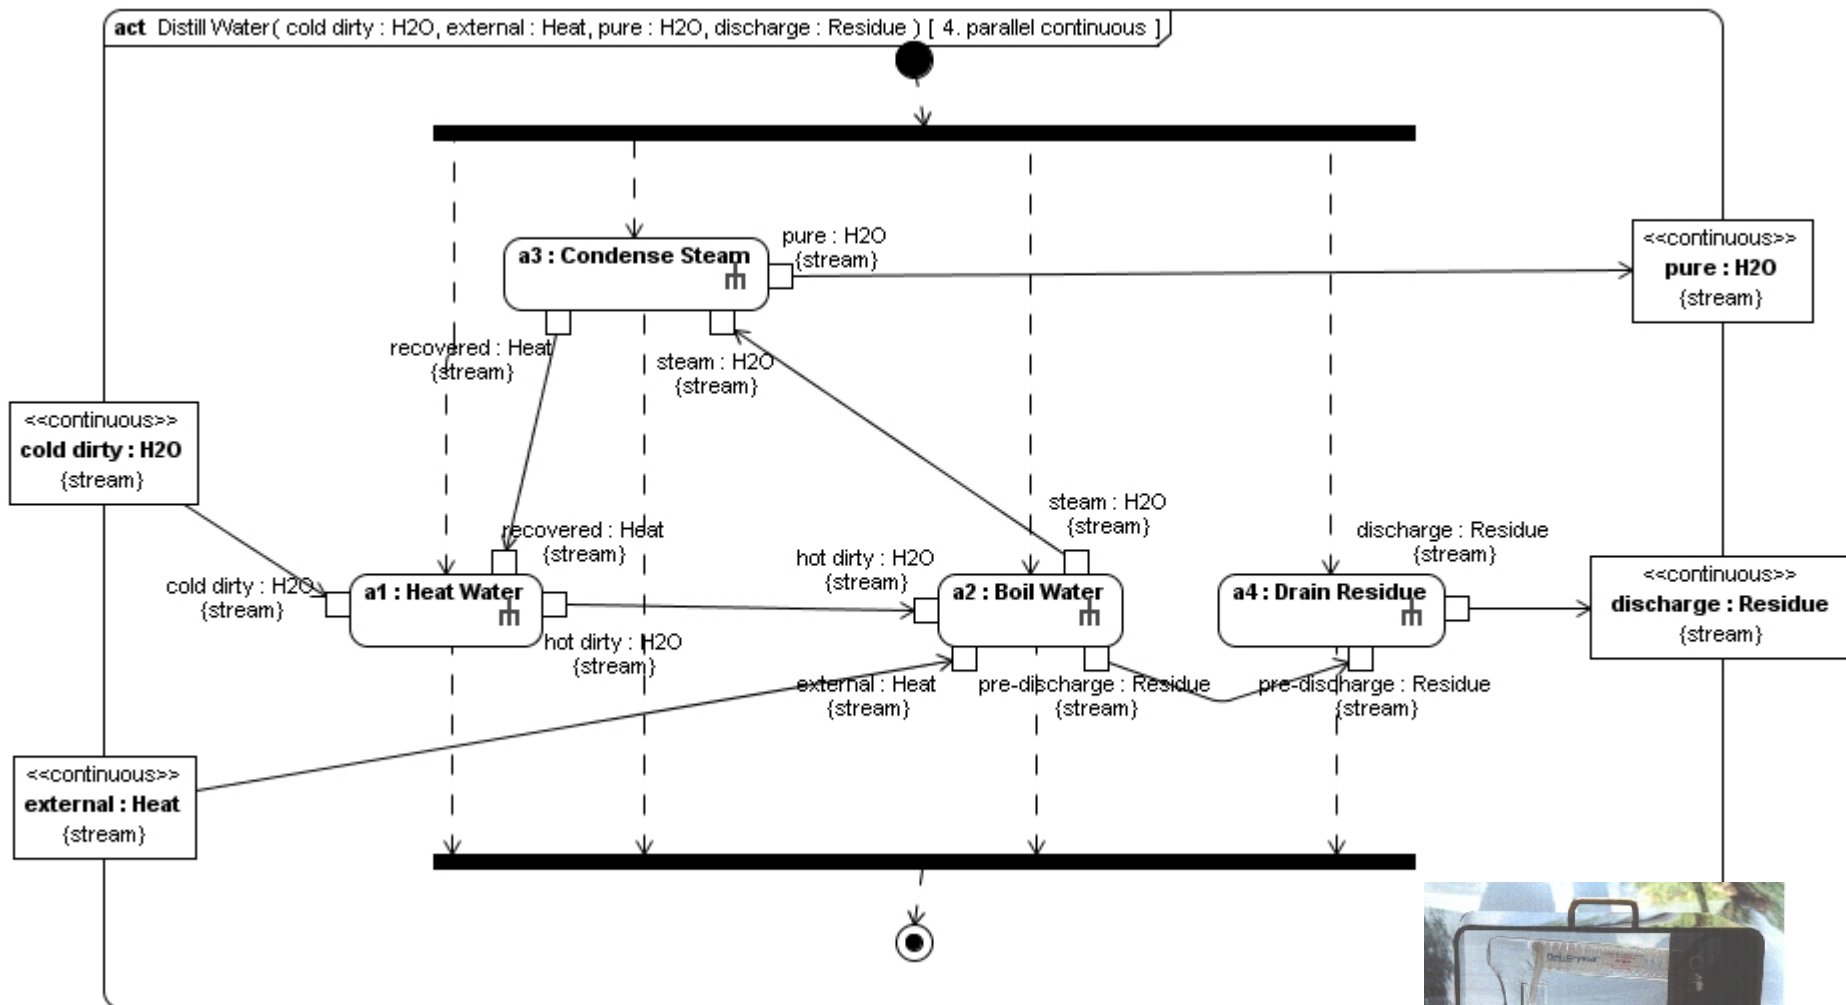 act Distill Water( cold dirty : H2O, external : Heat, pure : H2O, discharge : Residue ) [ 4. parallel continuous ]
pure : H2O
{stream}
a3 : Condense Steam
<<continuous>>
pure : H2O
{stream}
recovered : Heat
{stream}
steam : H2O
{stream}
<<continuous>>
cold dirty : H2O
{stream}
recovered : Heat
{stream}
steam : H2O
{stream}
hot dirty : H2O
{stream}
discharge : Residue
{stream}
cold dirty : H2O
{stream}
a1 : Heat Water
a2 : Boil Water
a4 : Drain Residue
<<continuous>>
discharge : Residue
{stream}
hot dirty : H2O
{stream}
external : Heat
{stream}
pre-discharge : Residue
{stream}
pre-discharge : Residue
{stream}
<<continuous>>
external : Heat
{stream}